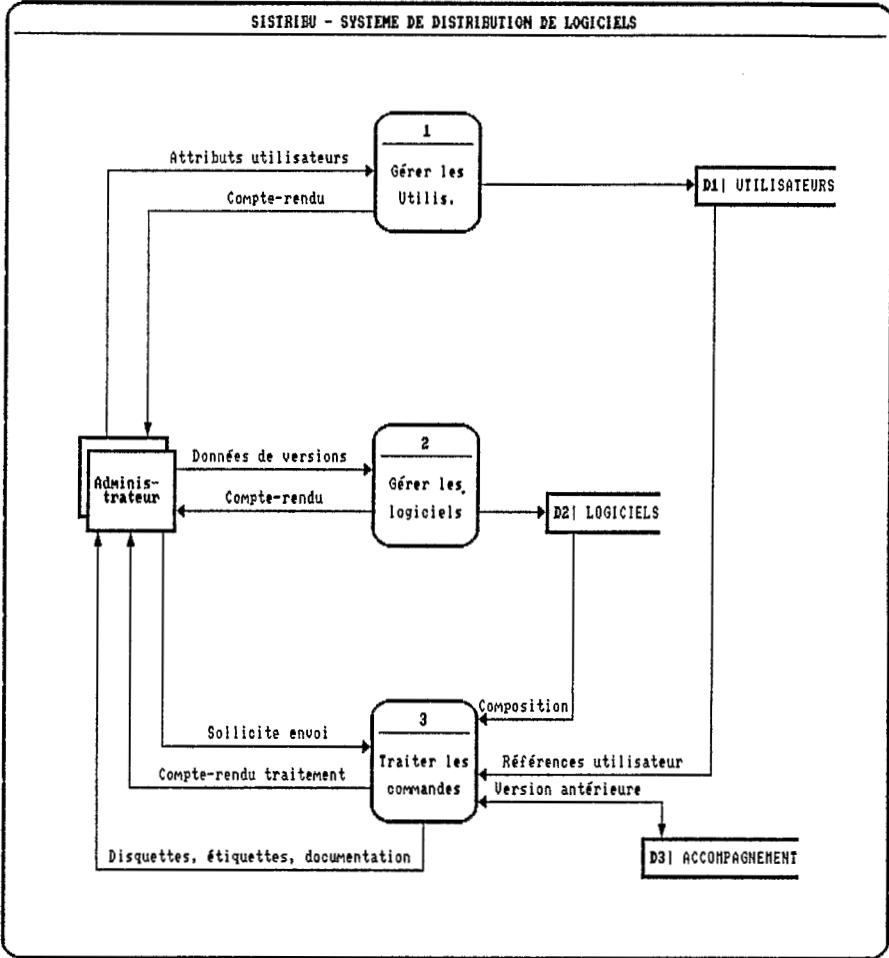 SISTRIBU - SYSTEME DE DISTRIBUTION DE LOGICIELS
1
Attributs utilisateurs
Gérer les
Utilis.
D1| UTILISATEURS
Compte-rendu
2
Données de versions
Gérer les
logiciels
Adminis-
trateur
Compte-rendu
D2| LOGICIELS
Composition
3
Sollicite envoi
Traiter les
commandes
Référénces utilisateur
Compte-rendu traitement
Version antérieure
Disquettes, étiquettes, documentation
D3| ACCOMPAGNEMENT